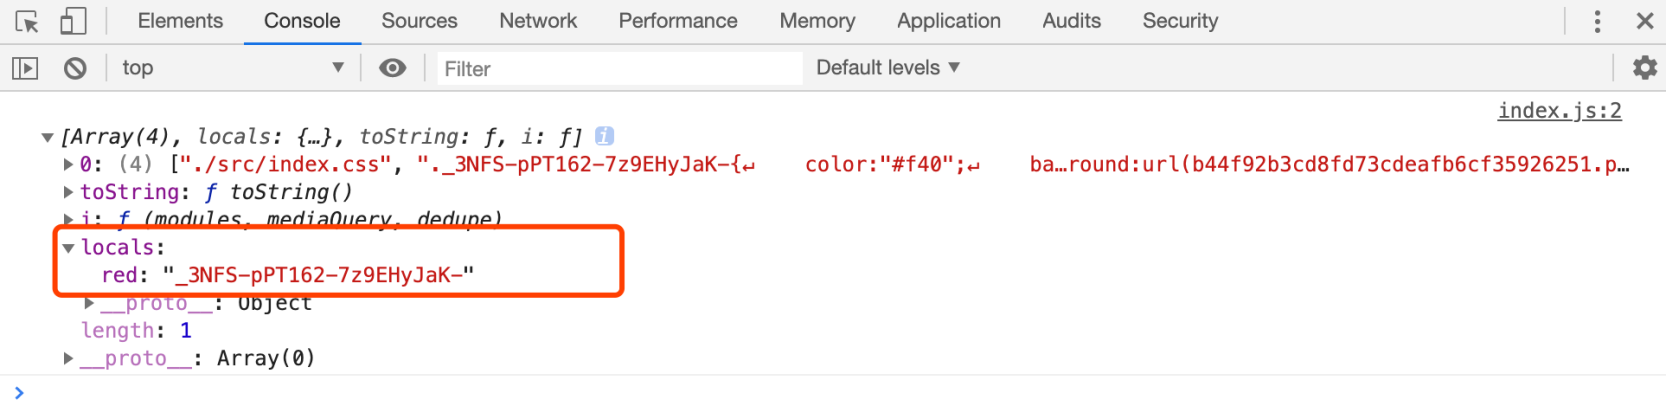 Elements Console Sources Network Performance Memory Application Audits Security
top ▼ Filter Default levels ▼
index.js:2
▼[Array(4), locals: {…}, toString: ƒ, i: ƒ] i
▶0: (4) ["./src/index.css", "._3NFS-pPT162-7z9EHyJaK-{↵    color:"#f40";↵    ba…round:url(b44f92b3cd8fd73cdeafb6cf35926251.p…
▶toString: ƒ toString()
▶i: ƒ (modules, mediaQuery, dedupe)
▼locals:
red: "_3NFS-pPT162-7z9EHyJaK-"
▶__proto__: Object
length: 1
▶__proto__: Array(0)